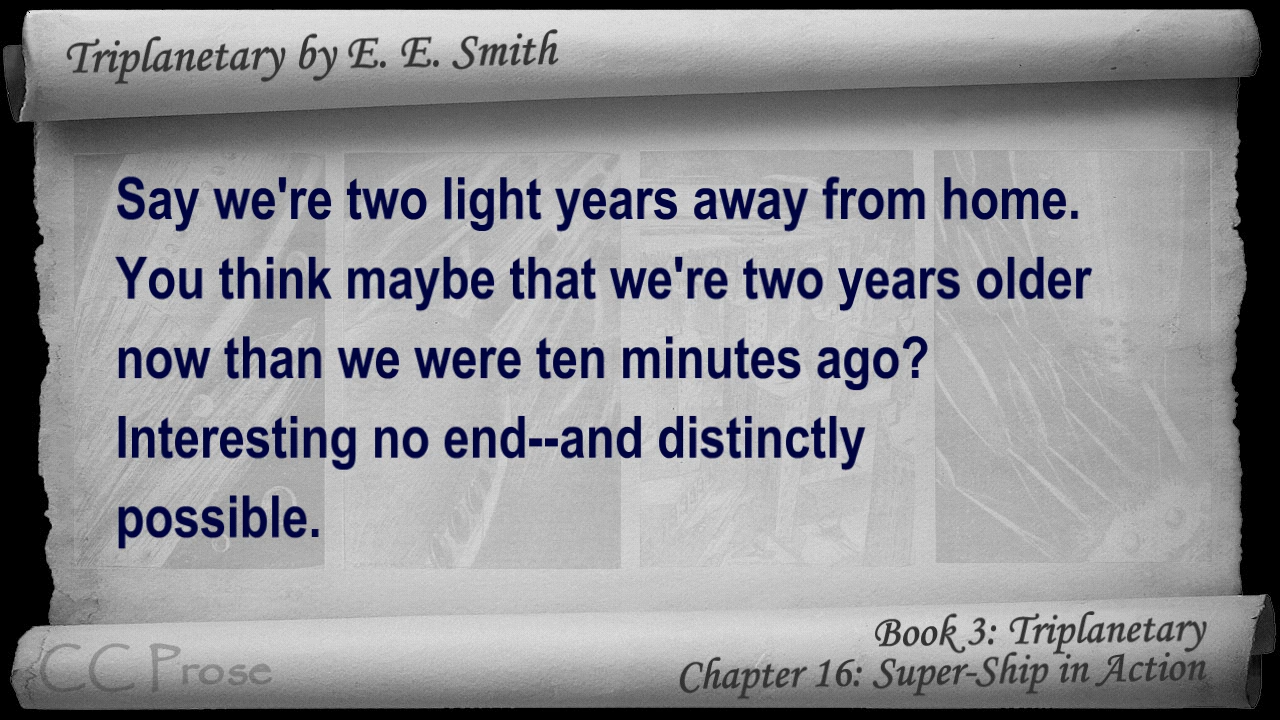 Triplanetary by E. E. Smith
Say we're two light years away from home.
You think maybe that we're two years older
now than we were ten minutes ago?
Interesting no end--and distinctly
possible.
Book 3: Triplanetary
CC Prose
Chapter 16: Super-Ship in Action